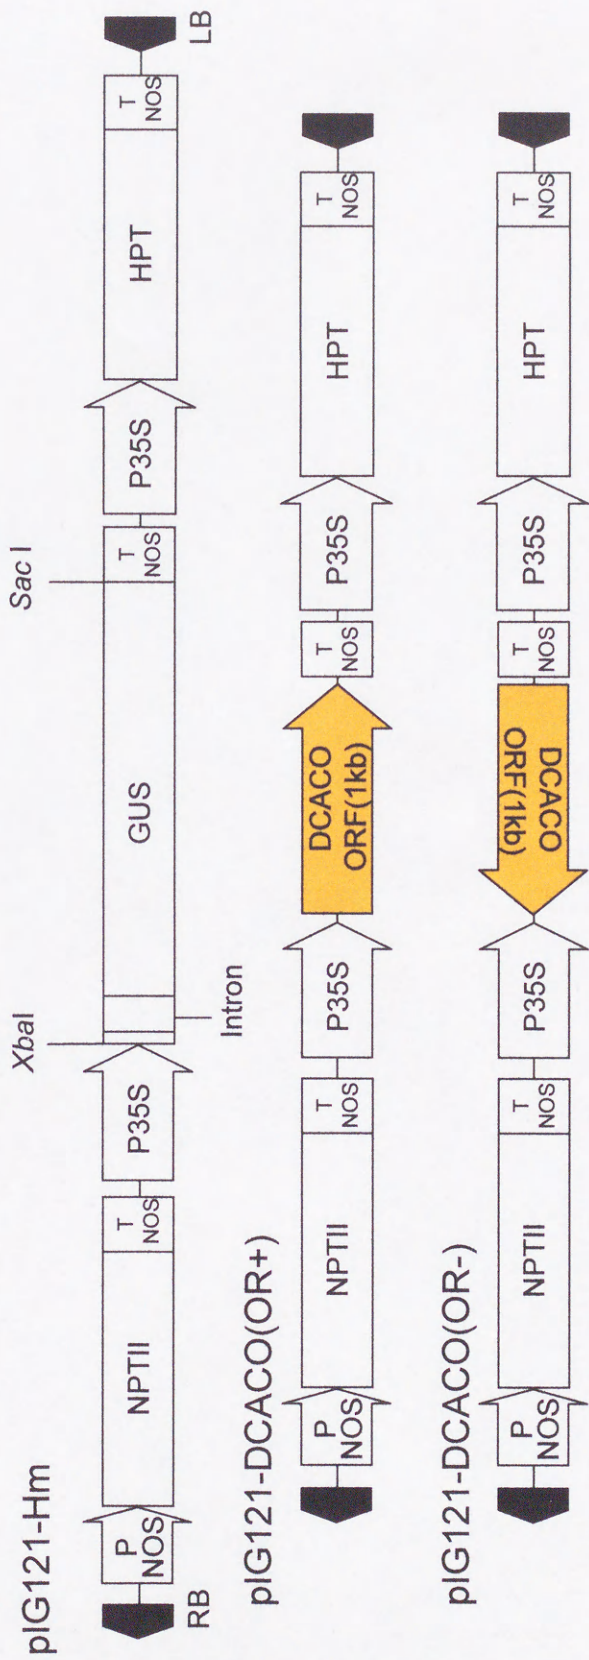 pIG121-Hm
XbaI
Sac I
P
NOS
NPTII
T
NOS
P35S
GUS
T
NOS
P35S
HPT
T
NOS
RB
Intron
LB
pIG121-DCACO(OR+)
P
NOS
NPTII
T
NOS
P35S
DCACO
ORF(1kb)
T
NOS
P35S
HPT
T
NOS
pIG121-DCACO(OR-)
P
NOS
NPTII
T
NOS
P35S
DCACO
ORF(1kb)
T
NOS
P35S
HPT
T
NOS